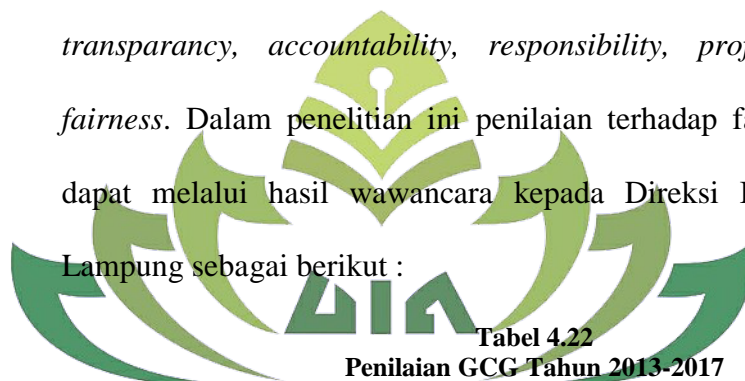 transparancy, accountability, responsibility,
fairness. Dalam penelitian ini penilaian terhadap
dapat melalui hasil wawancara kepada Direksi
Lampung sebagai berikut :
UIN
Tabel 4.22
Penilaian GCG Tahun 2013-2017